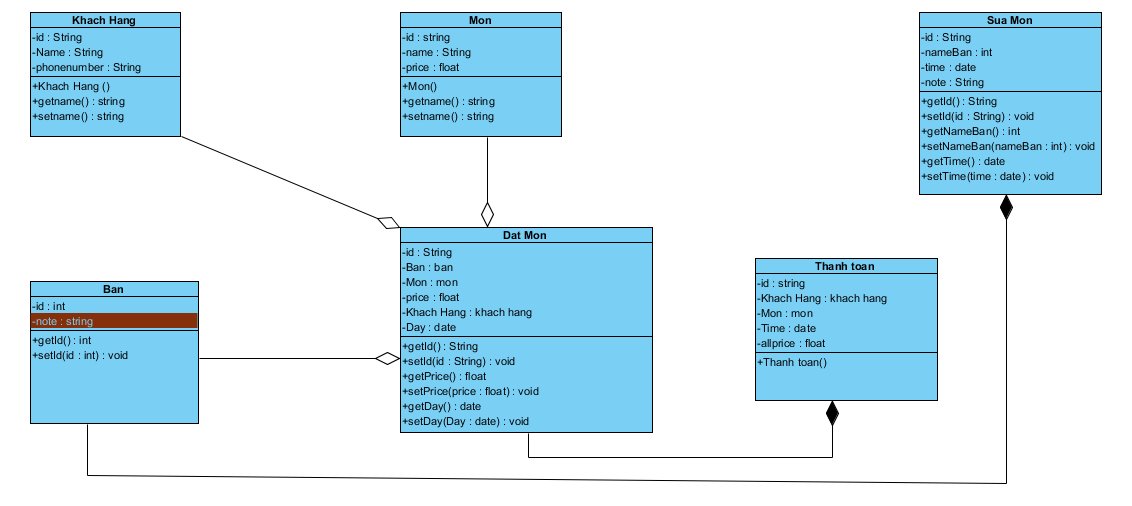 Khach Hang
-id : String
-Name : String
-phonenumber : String
+Khach Hang ()
+getname() : string
+setname() : string
Mon
-id : string
-name : String
-price : float
+Mon()
+getname() : string
+setname() : string
Sua Mon
-id : String
-nameBan : int
-time : date
-note : String
+getId() : String
+setId(id : String) : void
+getNameBan() : int
+setNameBan(nameBan : int) : void
+getTime() : date
+setTime(time : date) : void
Ban
-id : int
-note : string
+getId() : int
+setId(id : int) : void
Dat Mon
-id : String
-Ban : ban
-Mon : mon
-price : float
-Khach Hang : khach hang
-Day : date
+getId() : String
+setId(id : String) : void
+getPrice() : float
+setPrice(price : float) : void
+getDay() : date
+setDay(Day : date) : void
Thanh toan
-id : string
-Khach Hang : khach hang
-Mon : mon
-Time : date
-allprice : float
+Thanh toan()